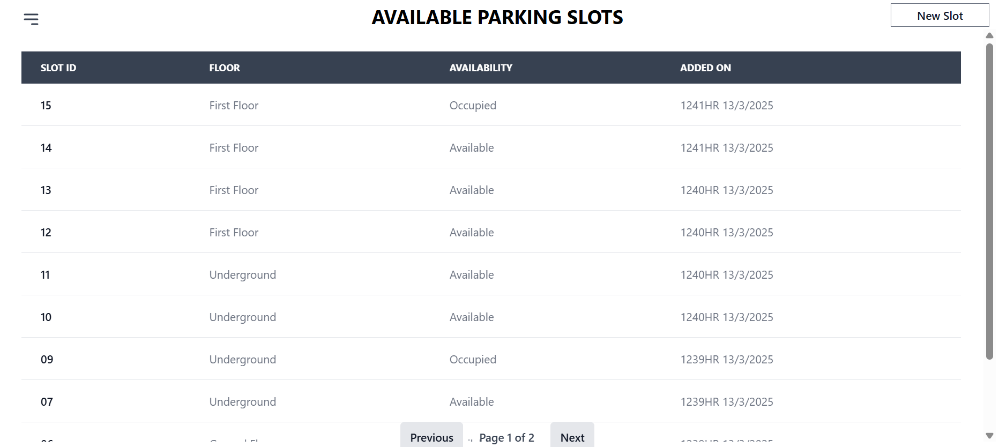 AVAILABLE PARKING SLOTS
New Slot
SLOT ID FLOOR AVAILABILITY ADDED ON
15 First Floor Occupied 1241HR 13/3/2025
14 First Floor Available 1241HR 13/3/2025
13 First Floor Available 1240HR 13/3/2025
12 First Floor Available 1240HR 13/3/2025
11 Underground Available 1240HR 13/3/2025
10 Underground Available 1240HR 13/3/2025
09 Underground Occupied 1239HR 13/3/2025
07 Underground Available 1239HR 13/3/2025
Previous Page 1 of 2 Next